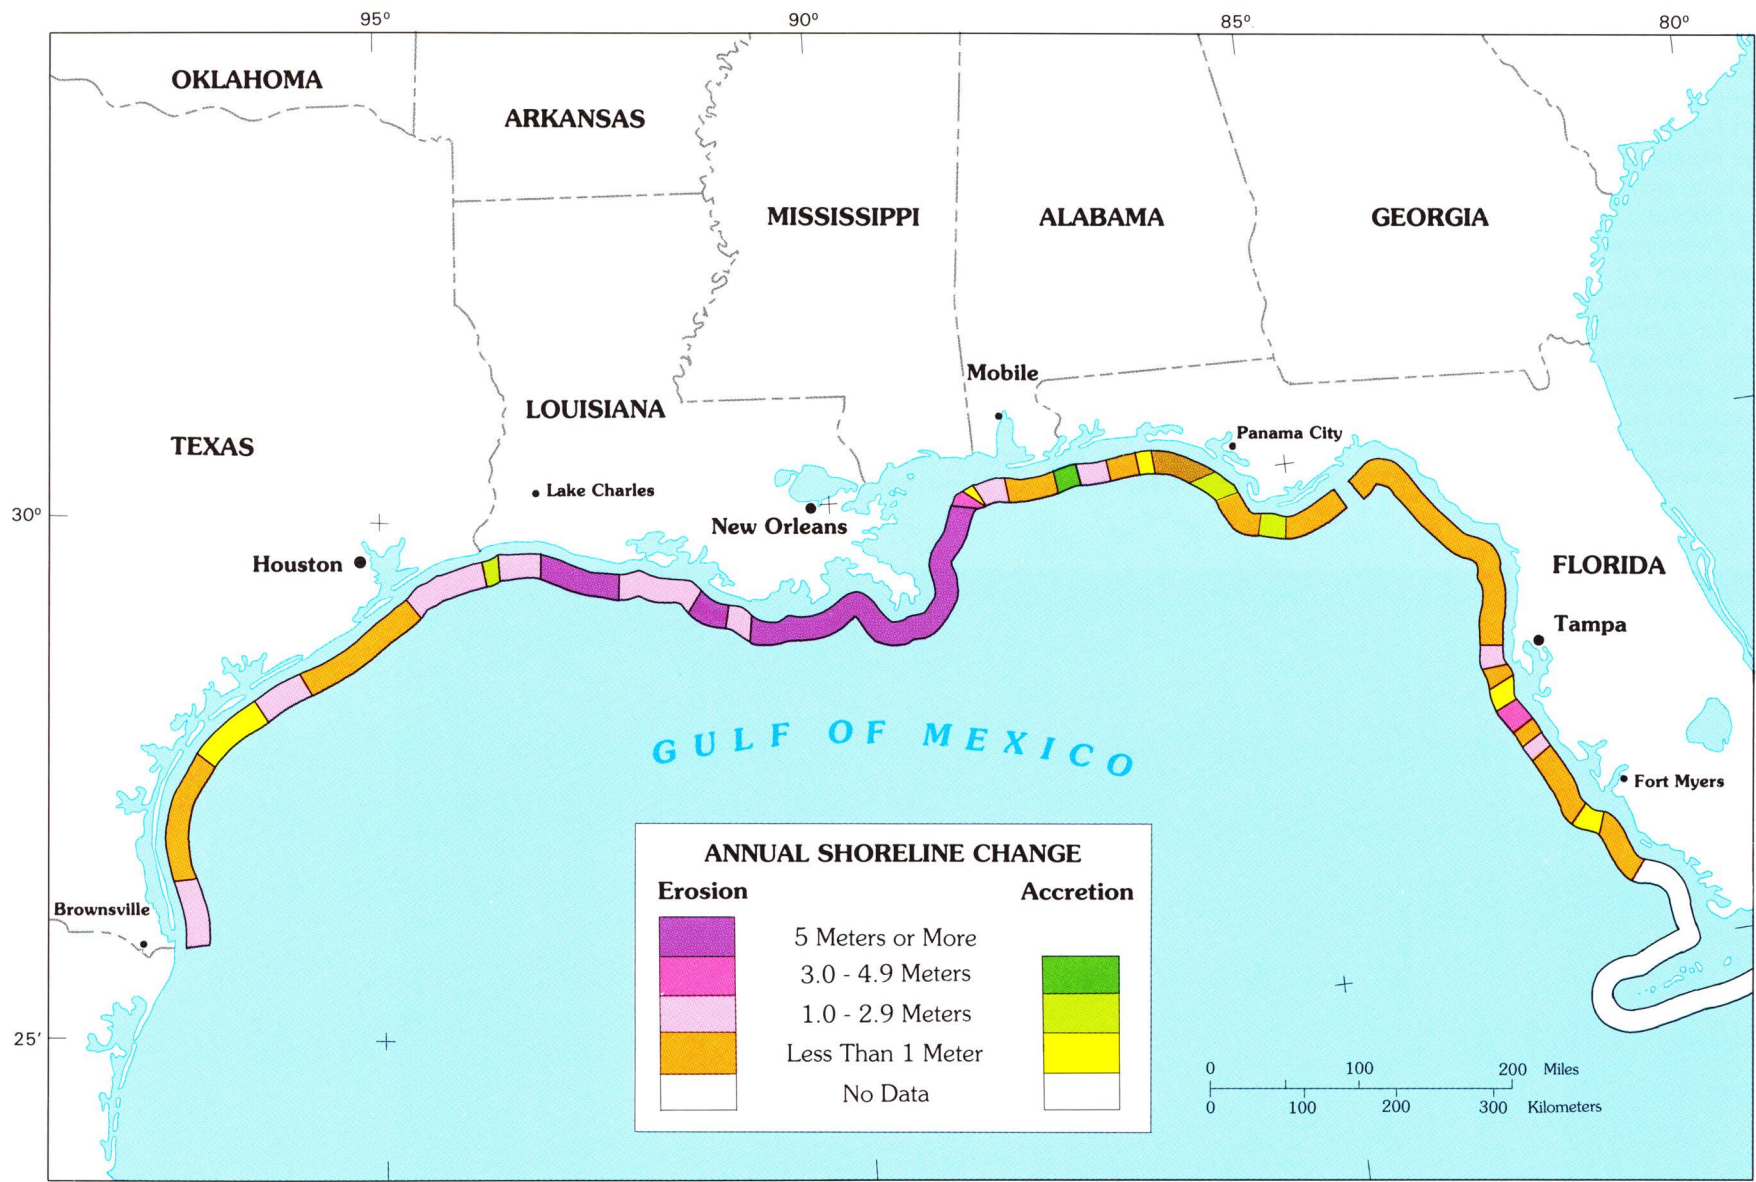 95°
90°
85°
80°
OKLAHOMA
ARKANSAS
MISSISSIPPI
ALABAMA
GEORGIA
Mobile
LOUISIANA
Panama City
TEXAS
Lake Charles
30°
New Orleans
Houston
FLORIDA
Tampa
GULF OF MEXICO
Fort Myers
ANNUAL SHORELINE CHANGE
Erosion
Accretion
Brownsville
5 Meters or More
3.0 - 4.9 Meters
1.0 - 2.9 Meters
25'
Less Than 1 Meter
No Data
0 100 200 Miles
0 100 200 300 Kilometers